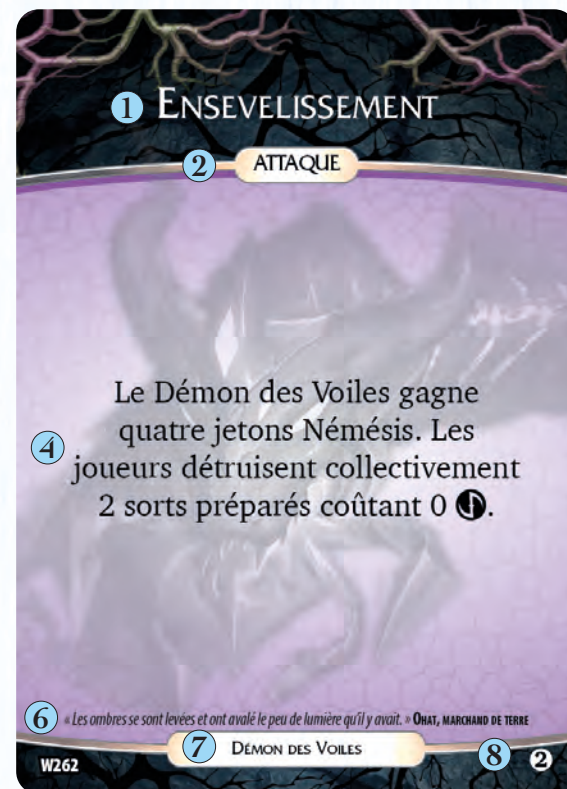 1 ENSEVELISSEMENT
2 ATTAQUE
Le Démon des Voiles gagne
quatre jetons Némésis. Les
4 joueurs détruisent collectivement
2 sorts préparés coûtant 0 .
6 « Les ombres se sont levées et ont avalé le peu de lumière qu'il y avait. » OHAT, MARCHAND DE TERRE
7 DÉMON DES VOILES
W262 8 2